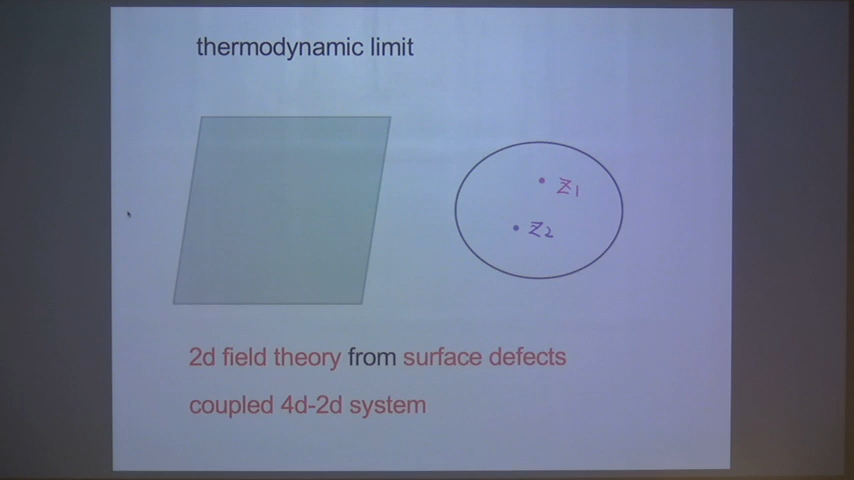 thermodynamic limit
z1
z2
2d field theory from surface defects
coupled 4d-2d system